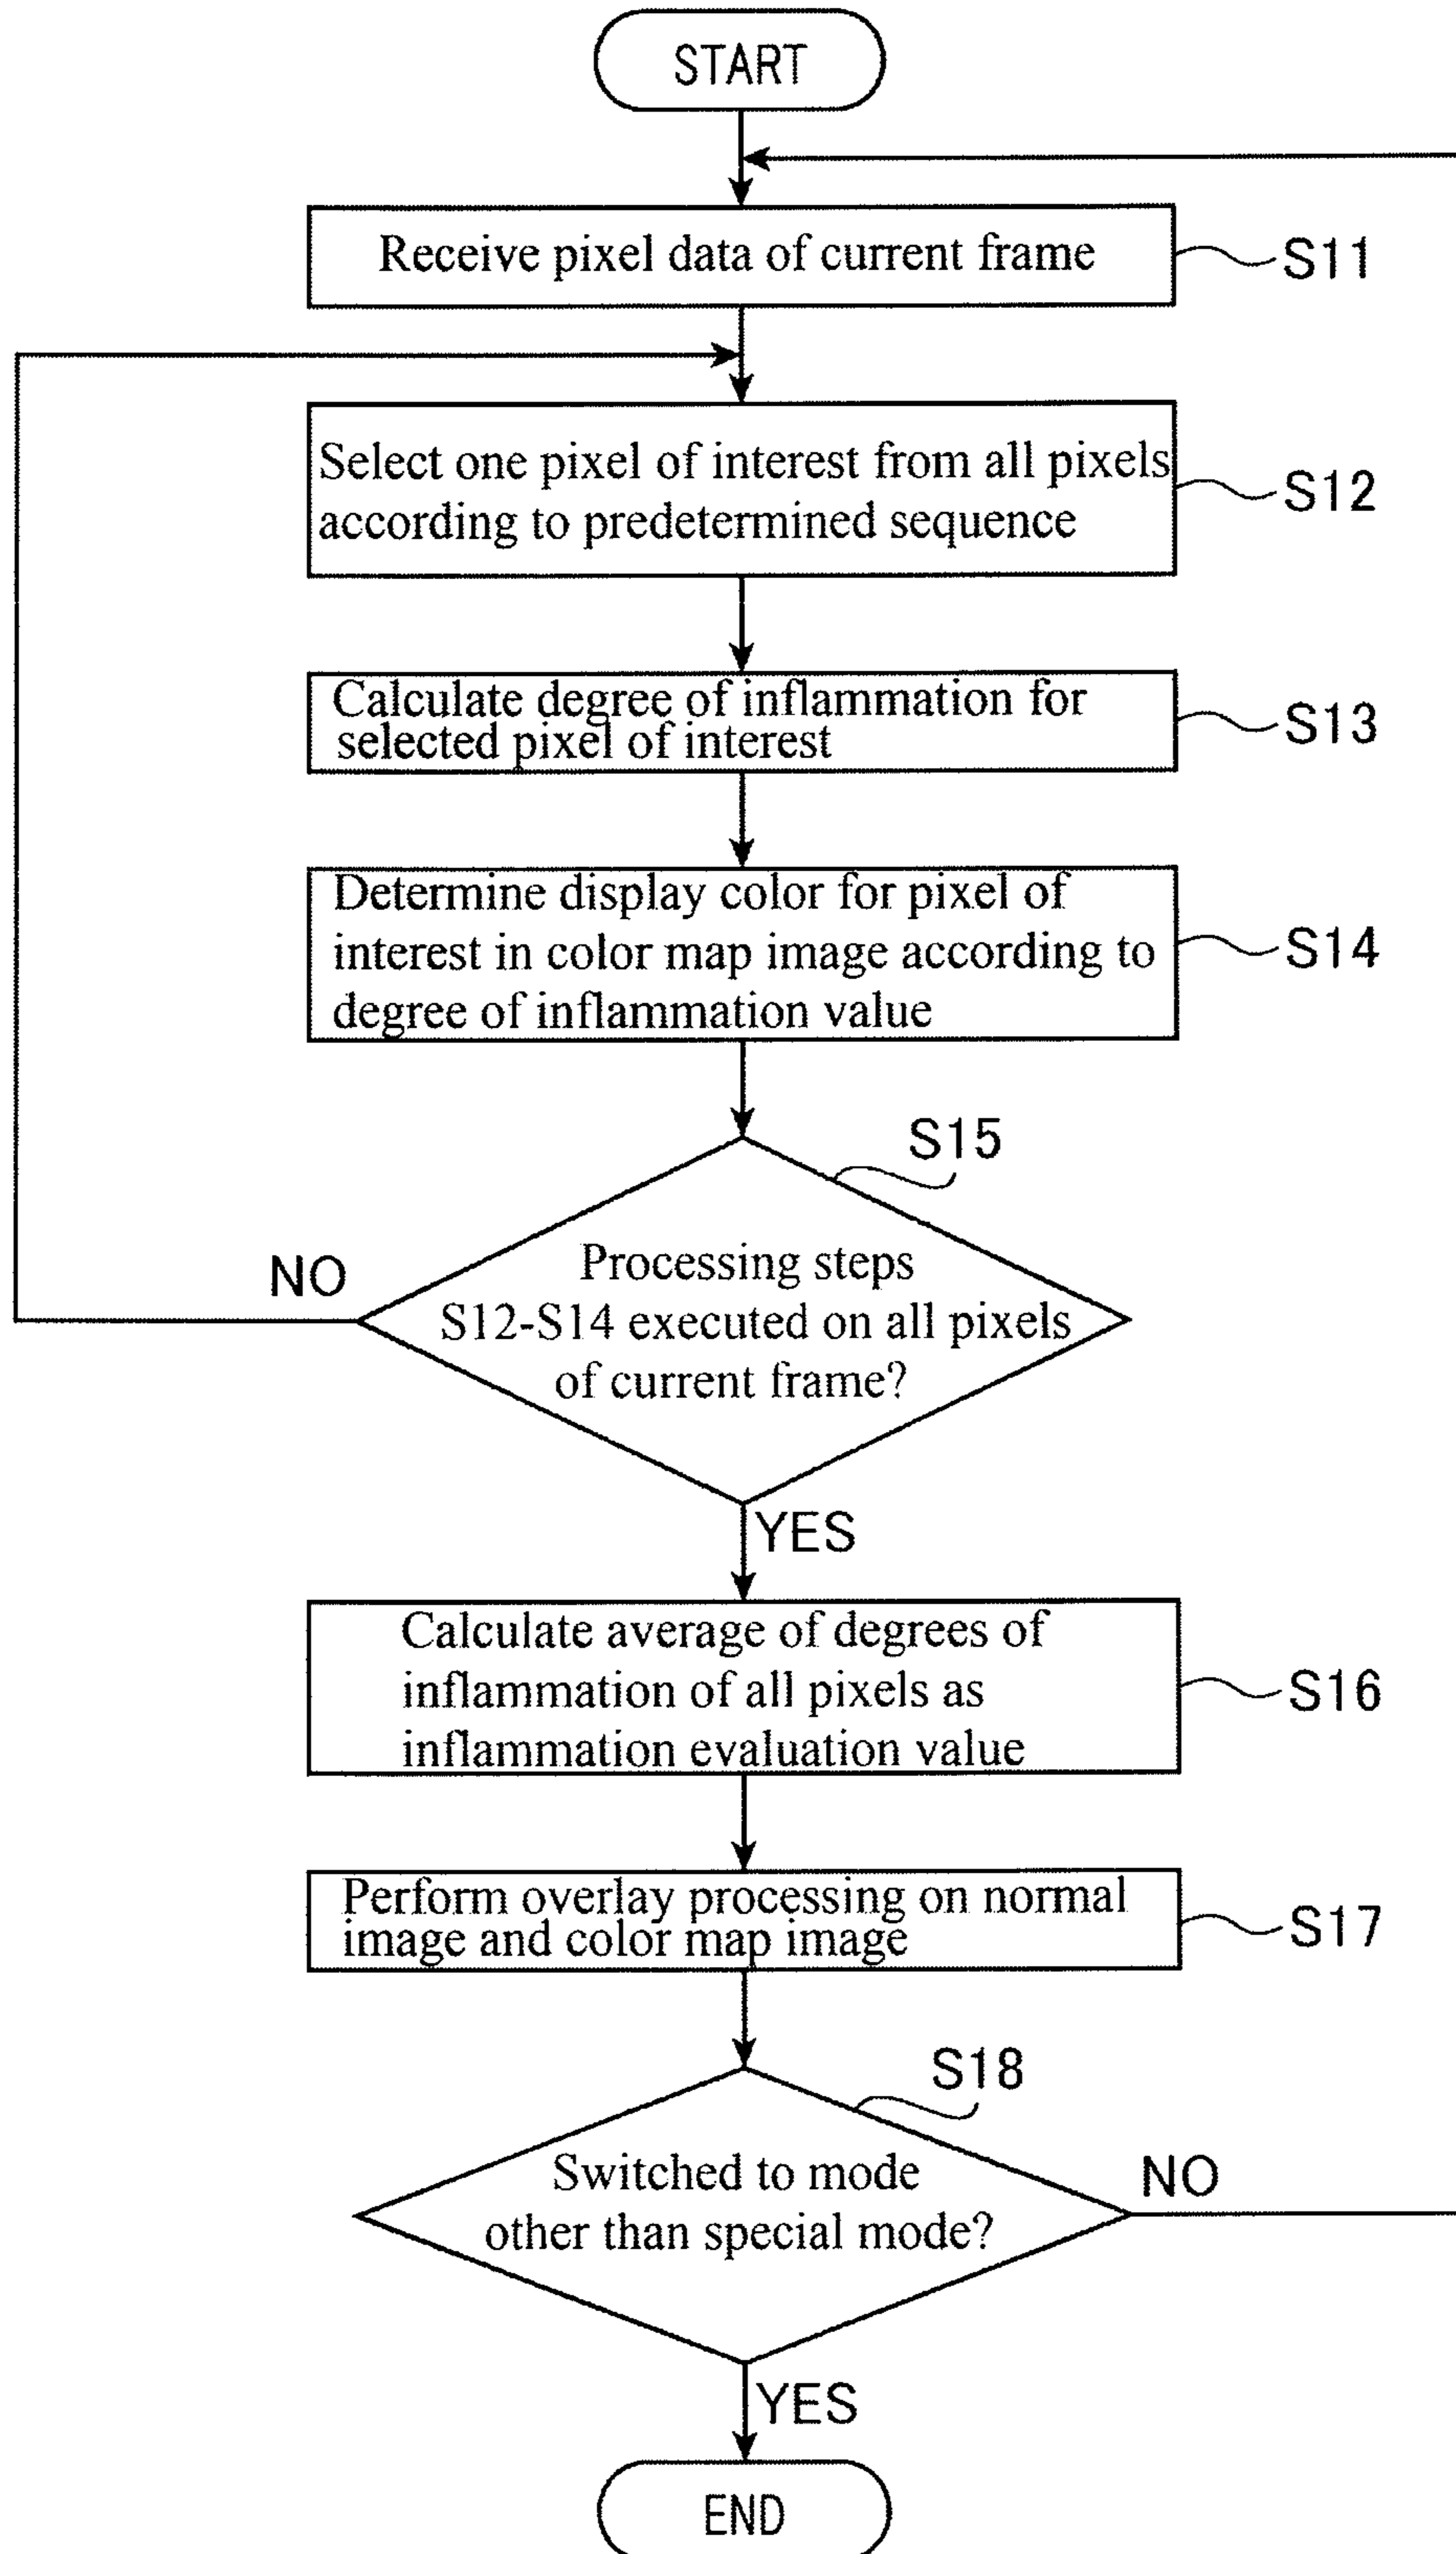 START
Receive pixel data of current frame
S11
Select one pixel of interest from all pixels
according to predetermined sequence
S12
Calculate degree of inflammation for
selected pixel of interest
S13
Determine display color for pixel of
interest in color map image according to
degree of inflammation value
S14
S15
NO
Processing steps
S12-S14 executed on all pixels
of current frame?
YES
Calculate average of degrees of
inflammation of all pixels as
inflammation evaluation value
S16
Perform overlay processing on normal
image and color map image
S17
S18
Switched to mode
other than special mode?
NO
YES
END